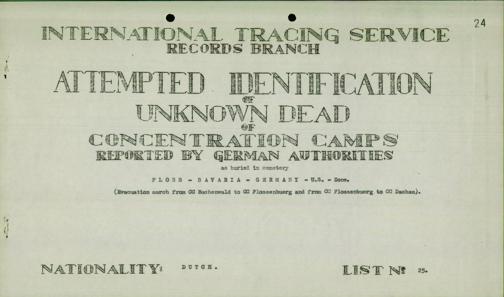 24
INTERNATIONAL TRACING SERVICE
RECORDS BRANCH
ATTEMPTED IDENTIFICATION
OF
UNKNOWN DEAD
OF
CONCENTRATION CAMPS
REPORTED BY GERMAN AUTHORITIES
as buried in cemetery
FLOSS - BAVARIA - GERMANY - U.S. - Zone.
(Evacuation march from CC Buchenwald to CC Flossenbuerg and from CC Flossenbuerg to CC Dachau).
NATIONALITY: DUTCH. LIST Nº 25.